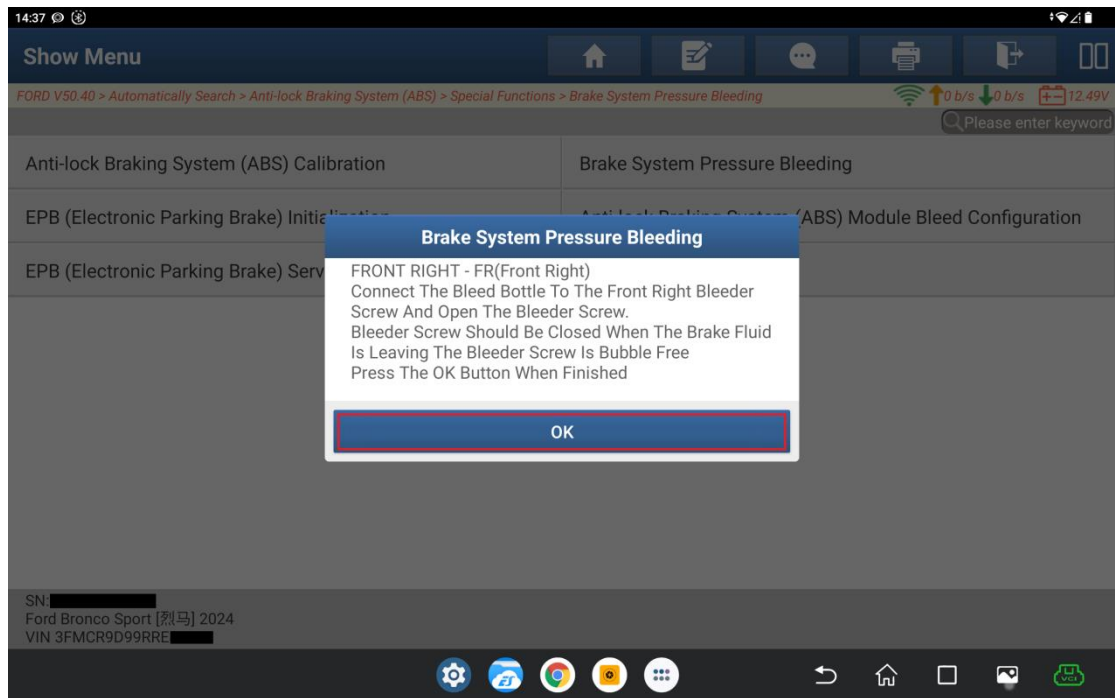 14:37
Show Menu
FORD V50.40 > Automatically Search > Anti-lock Braking System (ABS) > Special Functions > Brake System Pressure Bleeding
0 b/s 0 b/s 12.49V
Please enter keyword
Anti-lock Braking System (ABS) Calibration
Brake System Pressure Bleeding
EPB (Electronic Parking Brake)
(ABS) Module Bleed Configuration
EPB (Electronic Parking Brake)
Brake System Pressure Bleeding
FRONT RIGHT - FR(Front Right)
Connect The Bleed Bottle To The Front Right Bleeder
Screw And Open The Bleeder Screw.
Bleeder Screw Should Be Closed When The Brake Fluid
Is Leaving The Bleeder Screw Is Bubble Free
Press The OK Button When Finished
OK
SN:
Ford Bronco Sport [烈马] 2024
VIN 3FMCR9D99RRE
ES
VCI